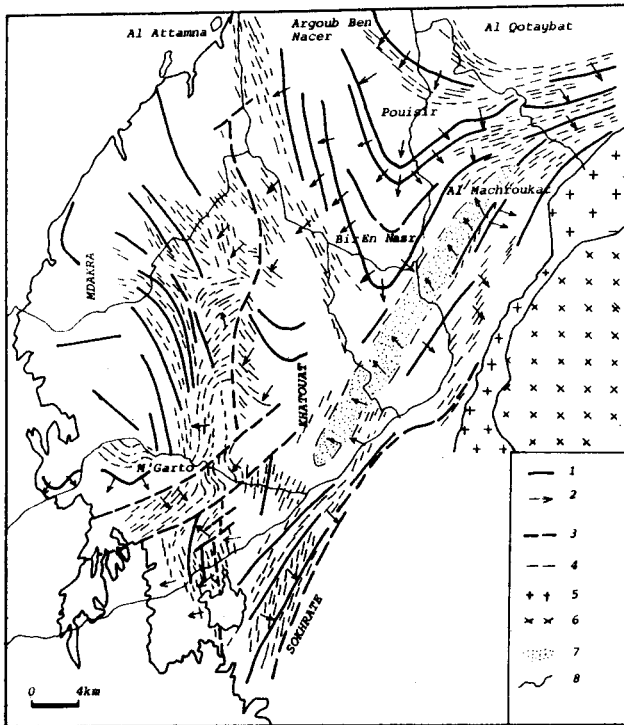 Argoub Ben
Nacer
Al Attamna
Al Qotaybat
Pouisir
Al Machroukat
Bir En Nasr
MDAKRA
KHATOUAT
M'Garto
SOKHRATE
0 4km
1
2
3
4
5
6
7
8